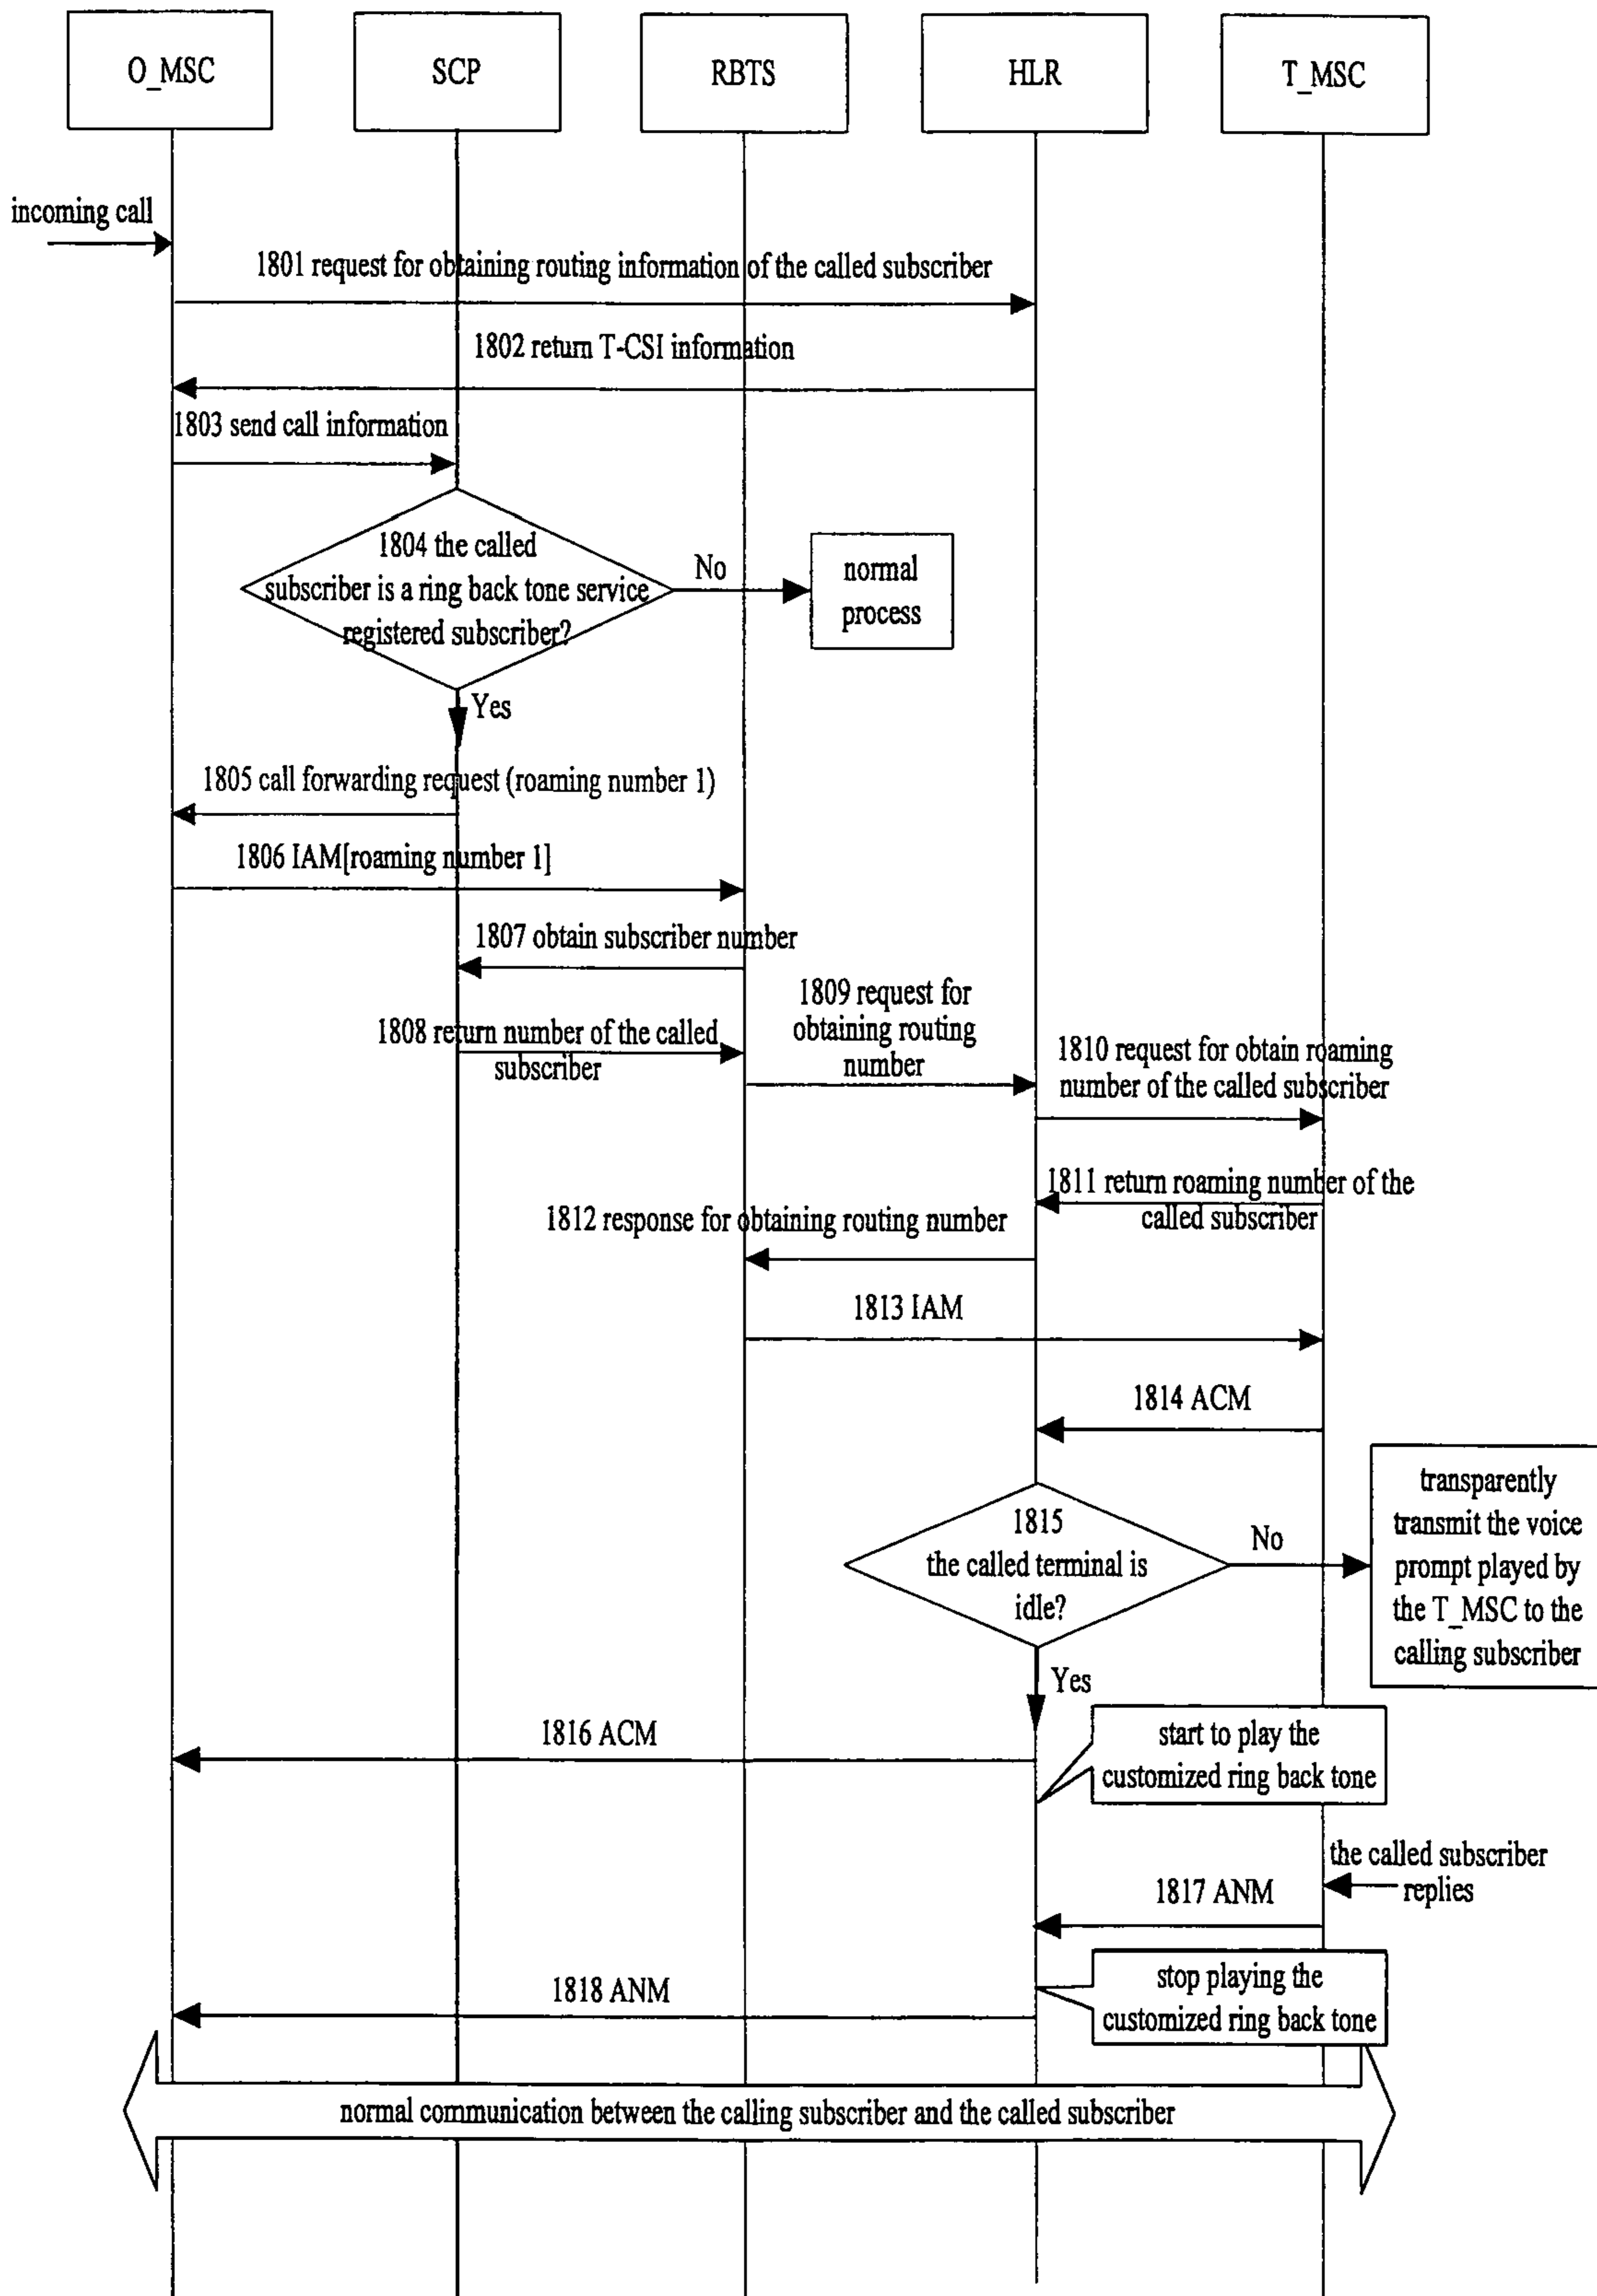 O_MSC
SCP
RBTS
HLR
T_MSC
incoming call
1801 request for obtaining routing information of the called subscriber
1802 return T-CSI information
1803 send call information
1804 the called
subscriber is a ring back tone service
registered subscriber?
No
normal
process
Yes
1805 call forwarding request (roaming number 1)
1806 IAM[roaming number 1]
1807 obtain subscriber number
1808 return number of the called
subscriber
1809 request for
obtaining routing
number
1810 request for obtain roaming
number of the called subscriber
1811 return roaming number of the
called subscriber
1812 response for obtaining routing number
1813 IAM
1814 ACM
1815
the called terminal is
idle?
No
transparently
transmit the voice
prompt played by
the T_MSC to the
calling subscriber
Yes
1816 ACM
start to play the
customized ring back tone
the called subscriber
replies
1817 ANM
stop playing the
customized ring back tone
1818 ANM
normal communication between the calling subscriber and the called subscriber